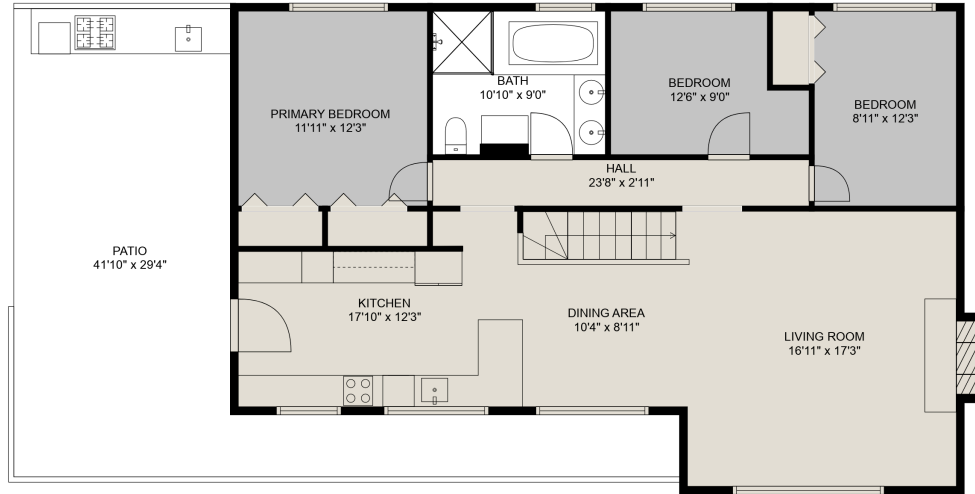 PRIMARY BEDROOM
11'11" x 12'3"
BATH
10'10" x 9'0"
BEDROOM
12'6" x 9'0"
BEDROOM
8'11" x 12'3"
HALL
23'8" x 2'11"
PATIO
41'10" x 29'4"
KITCHEN
17'10" x 12'3"
DINING AREA
10'4" x 8'11"
LIVING ROOM
16'11" x 17'3"